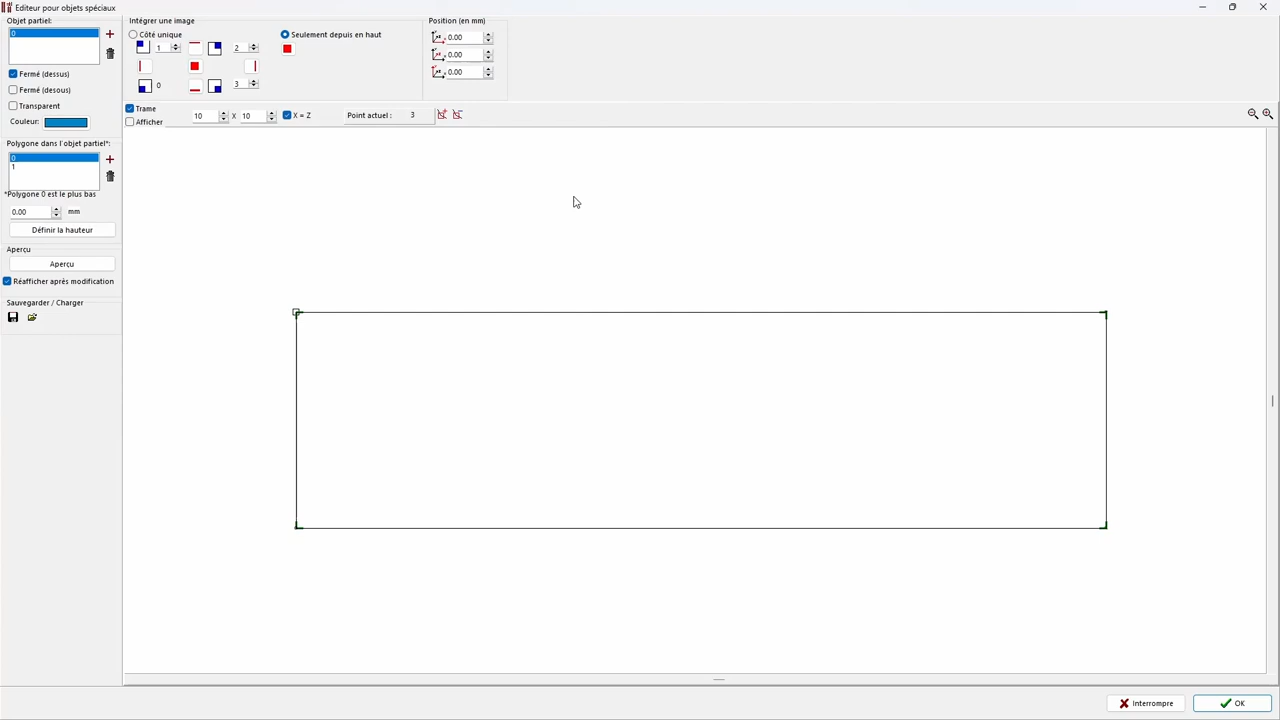 Editeur pour objets spéciaux
Objet partiel:
0
Fermé (dessus)
Fermé (desous)
Transparent
Couleur:
Polygone dans l'objet partiel*:
0
1
*Polygone 0 est le plus bas
0.00 mm
Définir la hauteur
Aperçu
Aperçu
Réafficher après modification
Sauvegarder / Charger
Intégrer une image
Côté unique
Seulement depuis en haut
1 2
0 3
Position (en mm)
0.00
0.00
0.00
Trame
Afficher
10 X 10 X = Z Point actuel : 3
Interrompre OK